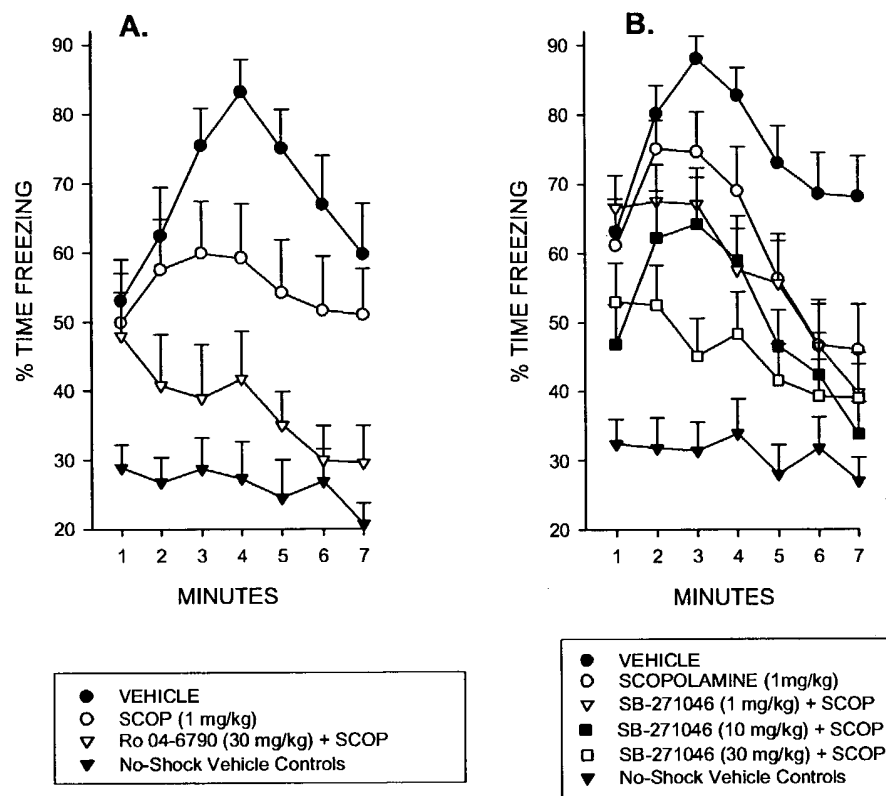 A.
B.
90
80
70
60
50
40
30
20
% TIME FREEZING
1 2 3 4 5 6 7
MINUTES
90
80
70
60
50
40
30
20
% TIME FREEZING
1 2 3 4 5 6 7
MINUTES
VEHICLE
SCOP (1 mg/kg)
Ro 04-6790 (30 mg/kg) + SCOP
No-Shock Vehicle Controls
VEHICLE
SCOPOLAMINE (1mg/kg)
SB-271046 (1 mg/kg) + SCOP
SB-271046 (10 mg/kg) + SCOP
SB-271046 (30 mg/kg) + SCOP
No-Shock Vehicle Controls